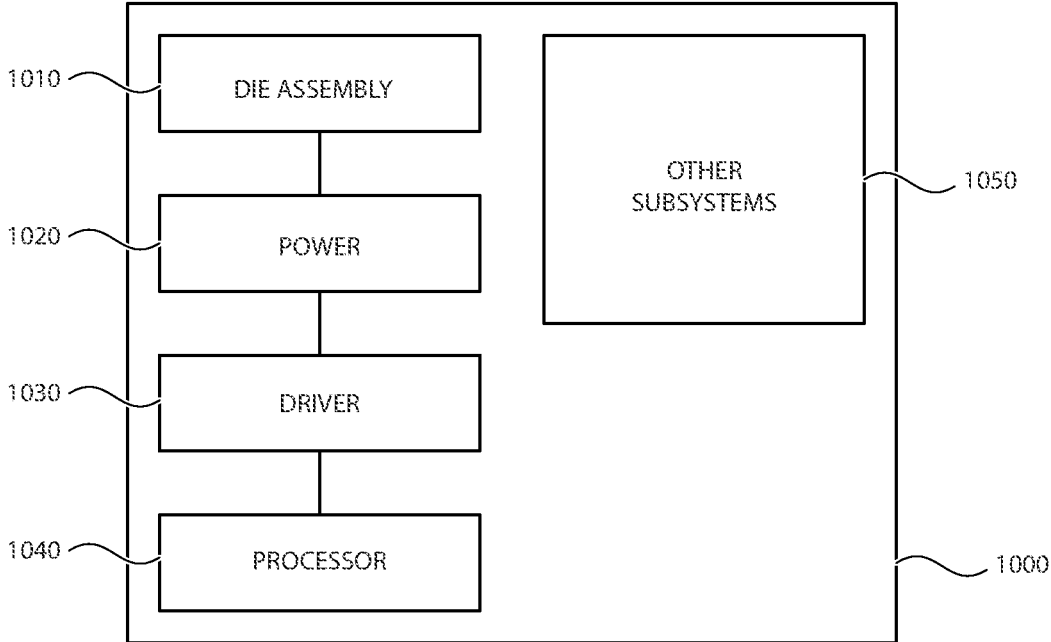 1010
DIE ASSEMBLY
OTHER
SUBSYSTEMS
1050
1020
POWER
1030
DRIVER
1040
PROCESSOR
1000